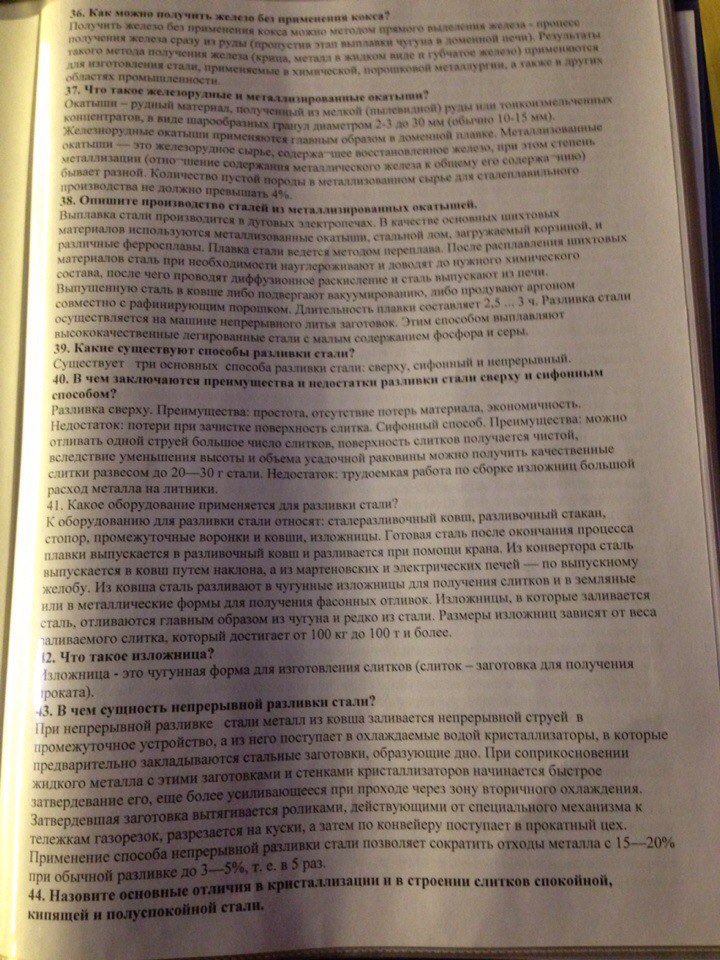 36. Как можно получить железо без применения кокса?
Получить железо без применения кокса можно методом прямого выделения железа - процесс
получения железа сразу из руды (пропустив этап выплавки чугуна в доменной печи). Результаты
такого метода получения железа (крица, металл в жидком виде и губчатое железо) применяются
для изготовления стали, применяемые в химической, порошковой металлургии, а также в других
областях промышленности.
37. Что такое железорудные и металлизированные окатыши?
Окатыши – рудный материал, полученный из мелкой (пылевидной) руды или тонкоизмельченных
концентратов, в виде шарообразных гранул диаметром 2-3 до 30 мм (обычно 10-15 мм).
Железнорудные окатыши применяются главным образом в доменной плавке. Металлизованные
окатыши — это железорудное сырье, содержа¬щее восстановленное железо, при этом степень
металлизации (отно¬шение содержания металлического железа к общему его содержа¬нию)
бывает разной. Количество пустой породы в металлизованном сырье для сталеплавильного
производства не должно превышать 4%.
38. Опишите производство сталей из металлизированных окатышей.
Выплавка стали производится в дуговых электропечах. В качестве основных шихтовых
материалов используются металлизованные окатыши, стальной лом, загружаемый корзиной, и
различные ферросплавы. Плавка стали ведется методом переплава. После расплавления шихтовых
материалов сталь при необходимости науглероживают и доводят до нужного химического
состава, после чего проводят диффузионное раскисление и сталь выпускают из печи.
Выпущенную сталь в ковше либо подвергают вакуумированию, либо продувают аргоном
совместно с рафинирующим порошком. Длительность плавки составляет 2,5 ... 3 ч. Разливка стали
осуществляется на машине непрерывного литья заготовок. Этим способом выплавляют
высококачественные легированные стали с малым содержанием фосфора и серы.
39. Какие существуют способы разливки стали?
Существует три основных способа разливки стали: сверху, сифонный и непрерывный.
40. В чем заключаются преимущества и недостатки разливки стали сверху и сифонным
способом?
Разливка сверху. Преимущества: простота, отсутствие потерь материала, экономичность.
Недостаток: потери при зачистке поверхность слитка. Сифонный способ. Преимущества: можно
отливать одной струей большое число слитков, поверхность слитков получается чистой,
вследствие уменьшения высоты и объема усадочной раковины можно получить качественные
слитки развесом до 20—30 г стали. Недостаток: трудоемкая работа по сборке изложниц большой
расход металла на литники.
41. Какое оборудование применяется для разливки стали?
К оборудованию для разливки стали относят: сталеразливочный ковш, разливочный стакан,
стопор, промежуточные воронки и ковши, изложницы. Готовая сталь после окончания процесса
плавки выпускается в разливочный ковш и разливается при помощи крана. Из конвертора сталь
выпускается в ковш путем наклона, а из мартеновских и электрических печей — по выпускному
желобу. Из ковша сталь разливают в чугунные изложницы для получения слитков и в земляные
или в металлические формы для получения фасонных отливок. Изложницы, в которые заливается
сталь, отливаются главным образом из чугуна и редко из стали. Размеры изложниц зависят от веса
заливаемого слитка, который достигает от 100 кг до 100 т и более.
42. Что такое изложница?
Изложница - это чугунная форма для изготовления слитков (слиток – заготовка для получения
проката).
43. В чем сущность непрерывной разливки стали?
При непрерывной разливке стали металл из ковша заливается непрерывной струей в
промежуточное устройство, а из него поступает в охлаждаемые водой кристаллизаторы, в которые
предварительно закладываются стальные заготовки, образующие дно. При соприкосновении
жидкого металла с этими заготовками и стенками кристаллизаторов начинается быстрое
затвердевание его, еще более усиливающееся при проходе через зону вторичного охлаждения.
Затвердевшая заготовка вытягивается роликами, действующими от специального механизма к
тележкам газорезок, разрезается на куски, а затем по конвейеру поступает в прокатный цех.
Применение способа непрерывной разливки стали позволяет сократить отходы металла с 15—20%
при обычной разливке до 3—5%, т. е. в 5 раз.
44. Назовите основные отличия в кристаллизации и в строении слитков спокойной,
кипящей и полуспокойной стали.